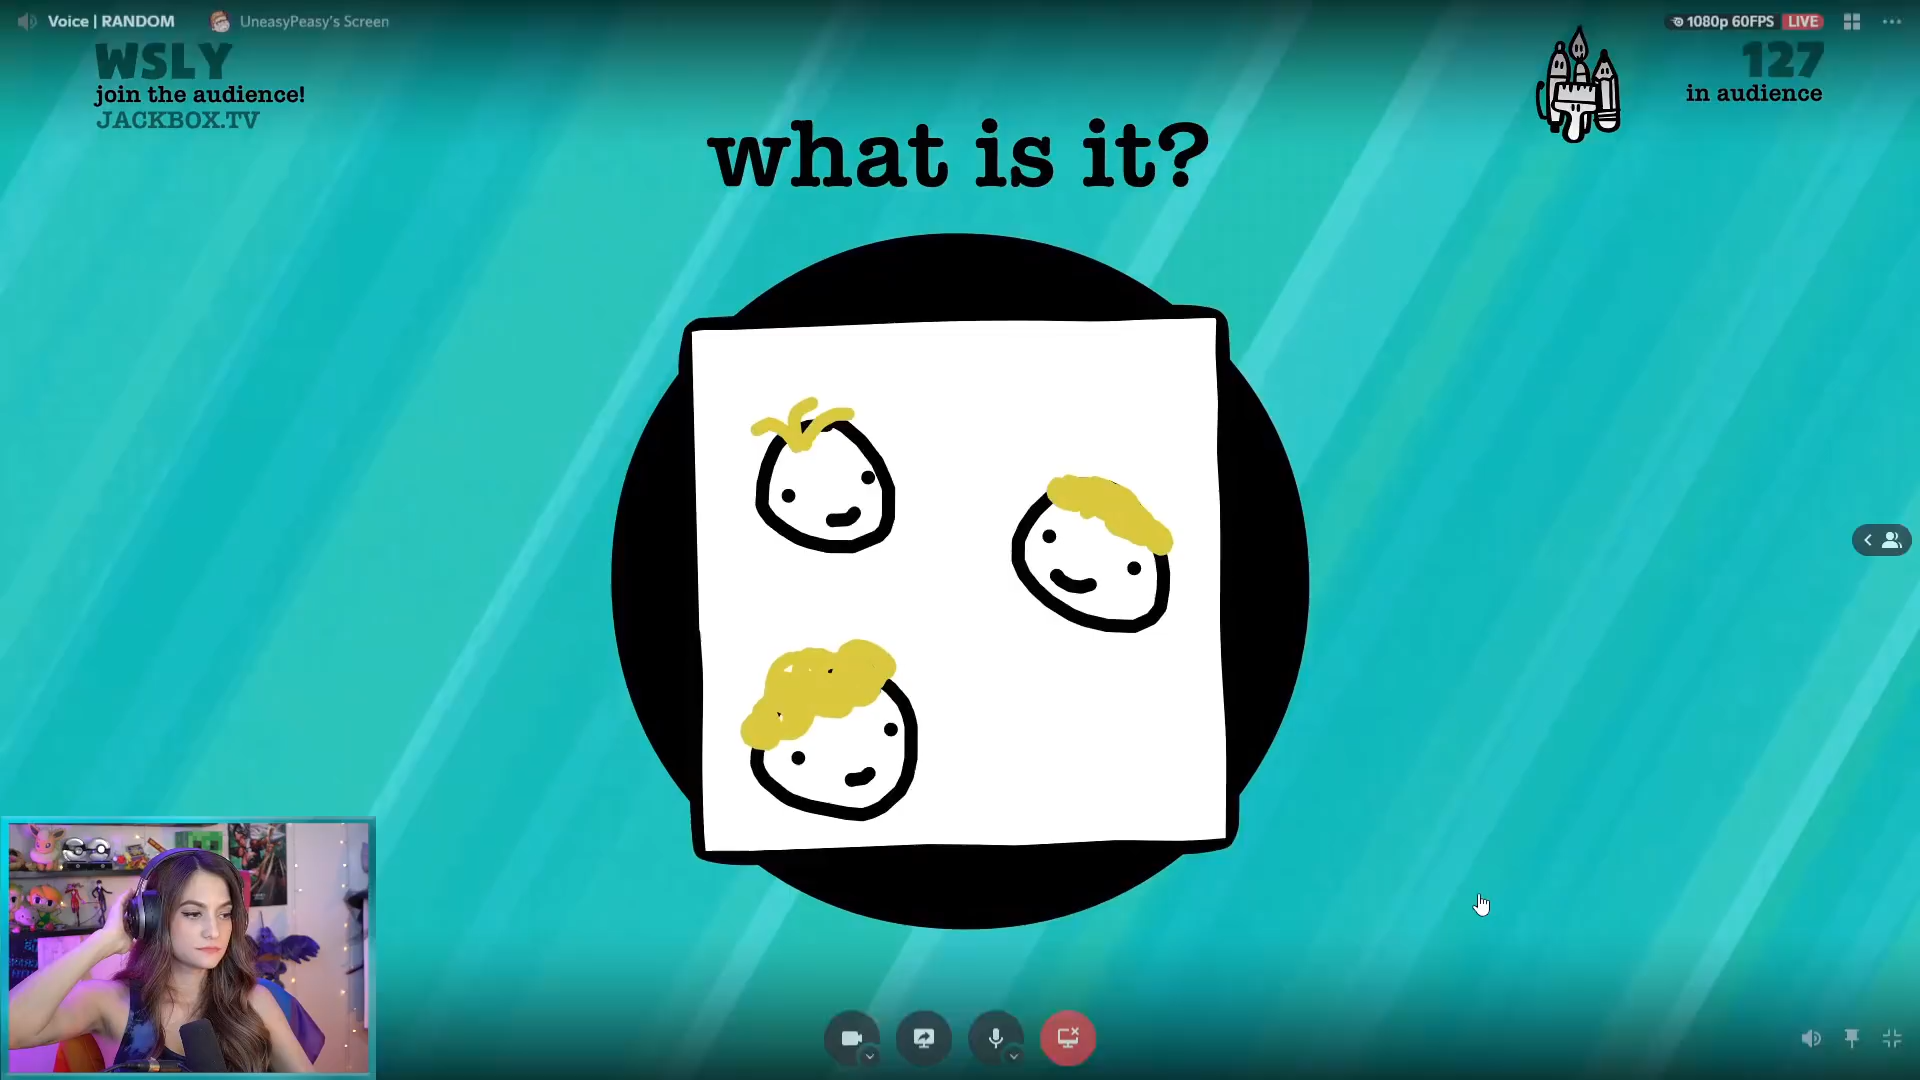 Voice | RANDOM
UneasyPeasy's Screen
1080p 60FPS
LIVE
WSLY
join the audience!
JACKBOX.TV
127
in audience
what is it?